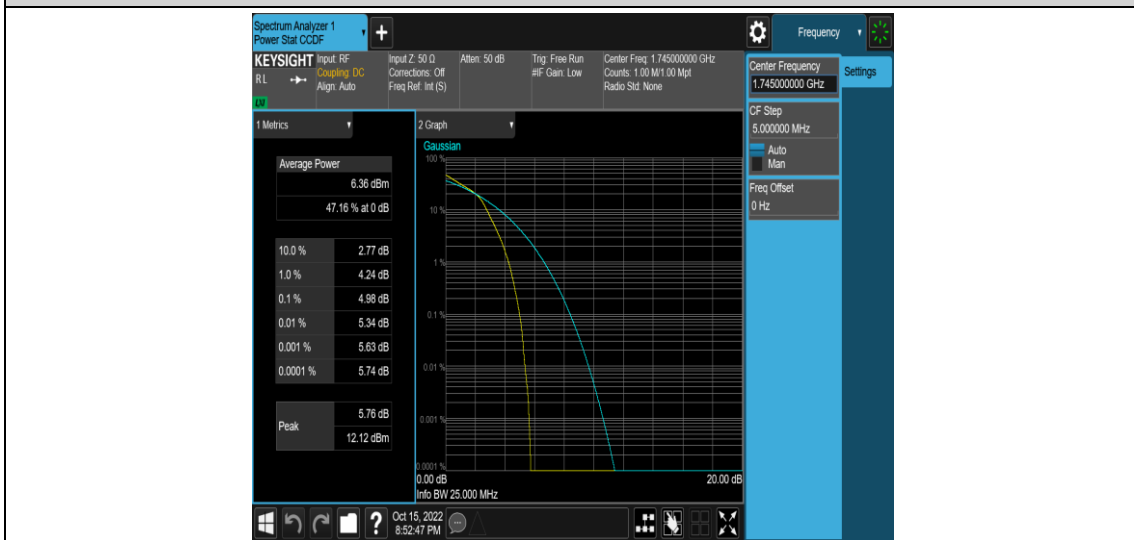 Spectrum Analyzer 1
Power Stat CCDF
+
Frequency
KEYSIGHT
RL
LXI
Input: RF
Coupling: DC
Align: Auto
Input Z: 50 Ω
Corrections: Off
Freq Ref: Int (S)
Atten: 50 dB
Trig: Free Run
#IF Gain: Low
Center Freq: 1.745000000 GHz
Counts: 1.00 M/1.00 Mpt
Radio Std: None
Center Frequency
1.745000000 GHz
Settings
CF Step
5.000000 MHz
Auto
Man
Freq Offset
0 Hz
1 Metrics
Average Power
6.36 dBm
47.16 % at 0 dB
10.0 % 2.77 dB
1.0 % 4.24 dB
0.1 % 4.98 dB
0.01 % 5.34 dB
0.001 % 5.63 dB
0.0001 % 5.74 dB
Peak
5.76 dB
12.12 dBm
2 Graph
Gaussian
100 %
10 %
1 %
0.1 %
0.01 %
0.001 %
0.0001 %
0.00 dB 20.00 dB
Info BW 25.000 MHz
?
Oct 15, 2022
8:52:47 PM